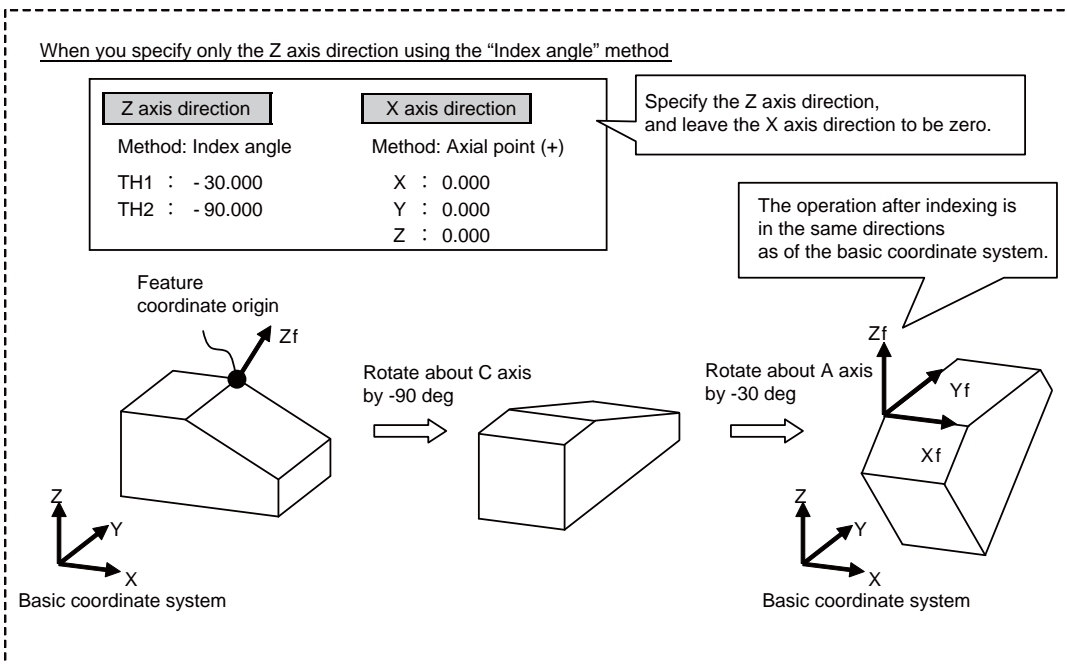 When you specify only the Z axis direction using the “Index angle” method
Z axis direction
X axis direction
Method: Index angle
Method: Axial point (+)
TH1 : - 30.000
TH2 : - 90.000
X : 0.000
Y : 0.000
Z : 0.000
Specify the Z axis direction,
and leave the X axis direction to be zero.
The operation after indexing is
in the same directions
as of the basic coordinate system.
Feature
coordinate origin
Zf
Rotate about C axis
by -90 deg
Rotate about A axis
by -30 deg
Zf
Yf
Xf
Z
Y
X
Basic coordinate system
Z
Y
X
Basic coordinate system